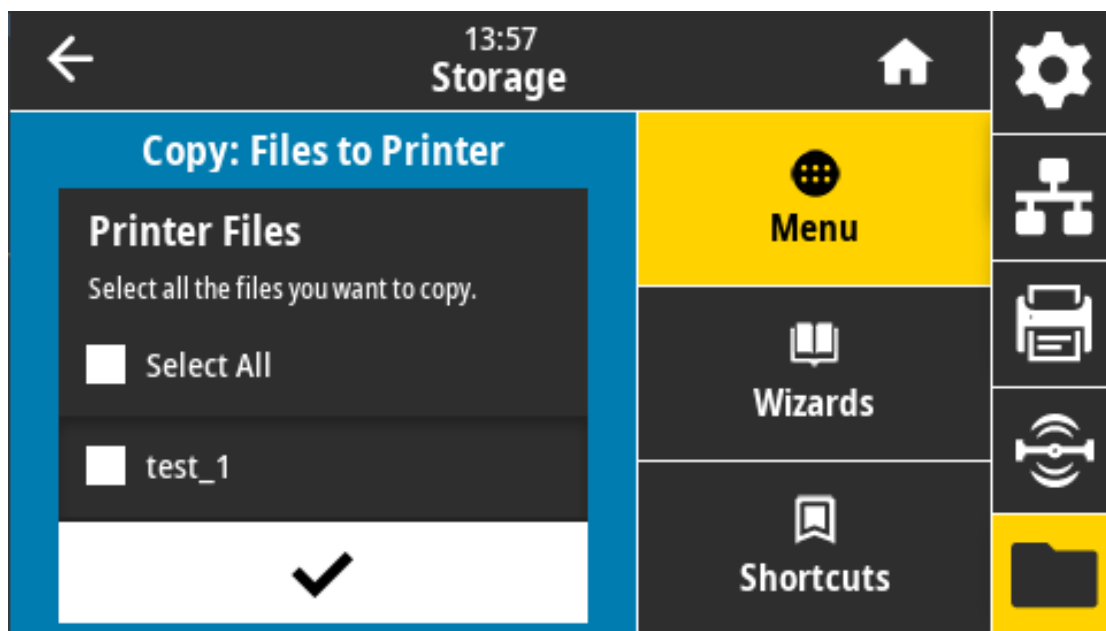 13:57
Storage
Copy: Files to Printer
Printer Files
Select all the files you want to copy.
Select All
test_1
Menu
Wizards
Shortcuts